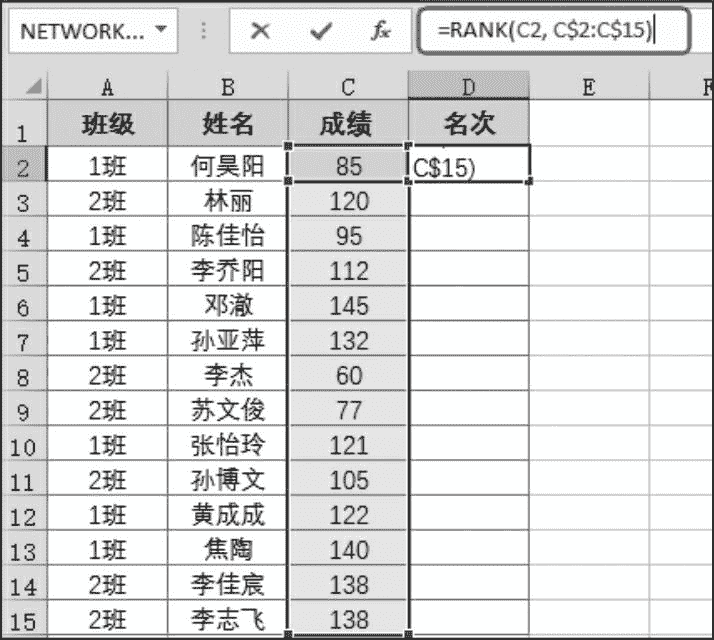 NETWORK... =RANK(C2, C$2:C$15)
A B C D E F
1 班级 姓名 成绩 名次
2 1班 何昊阳 85 C$15)
3 2班 林丽 120
4 1班 陈佳怡 95
5 2班 李乔阳 112
6 1班 邓澈 145
7 1班 孙亚萍 132
8 2班 李杰 60
9 2班 苏文俊 77
10 1班 张怡玲 121
11 2班 孙博文 105
12 1班 黄成成 122
13 1班 焦陶 140
14 2班 李佳宸 138
15 2班 李志飞 138